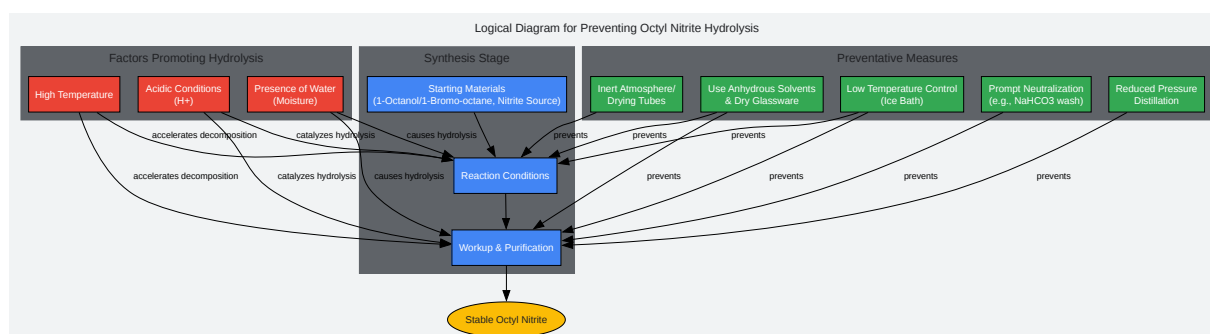 Logical Diagram for Preventing Octyl Nitrite Hydrolysis
Factors Promoting Hydrolysis
Synthesis Stage
Preventative Measures
High Temperature
Acidic Conditions
(H+)
Presence of Water
(Moisture)
Starting Materials
(1-Octanol/1-Bromo-octane, Nitrite Source)
Inert Atmosphere/
Drying Tubes
Use Anhydrous Solvents
& Dry Glassware
Low Temperature Control
(Ice Bath)
Prompt Neutralization
(e.g., NaHCO3 wash)
Reduced Pressure
Distillation
accelerates decomposition
catalyzes hydrolysis
causes hydrolysis
prevents
prevents
prevents
Reaction Conditions
accelerates decomposition
catalyzes hydrolysis
causes hydrolysis
prevents
prevents
prevents
prevents
Workup & Purification
Stable Octyl Nitrite